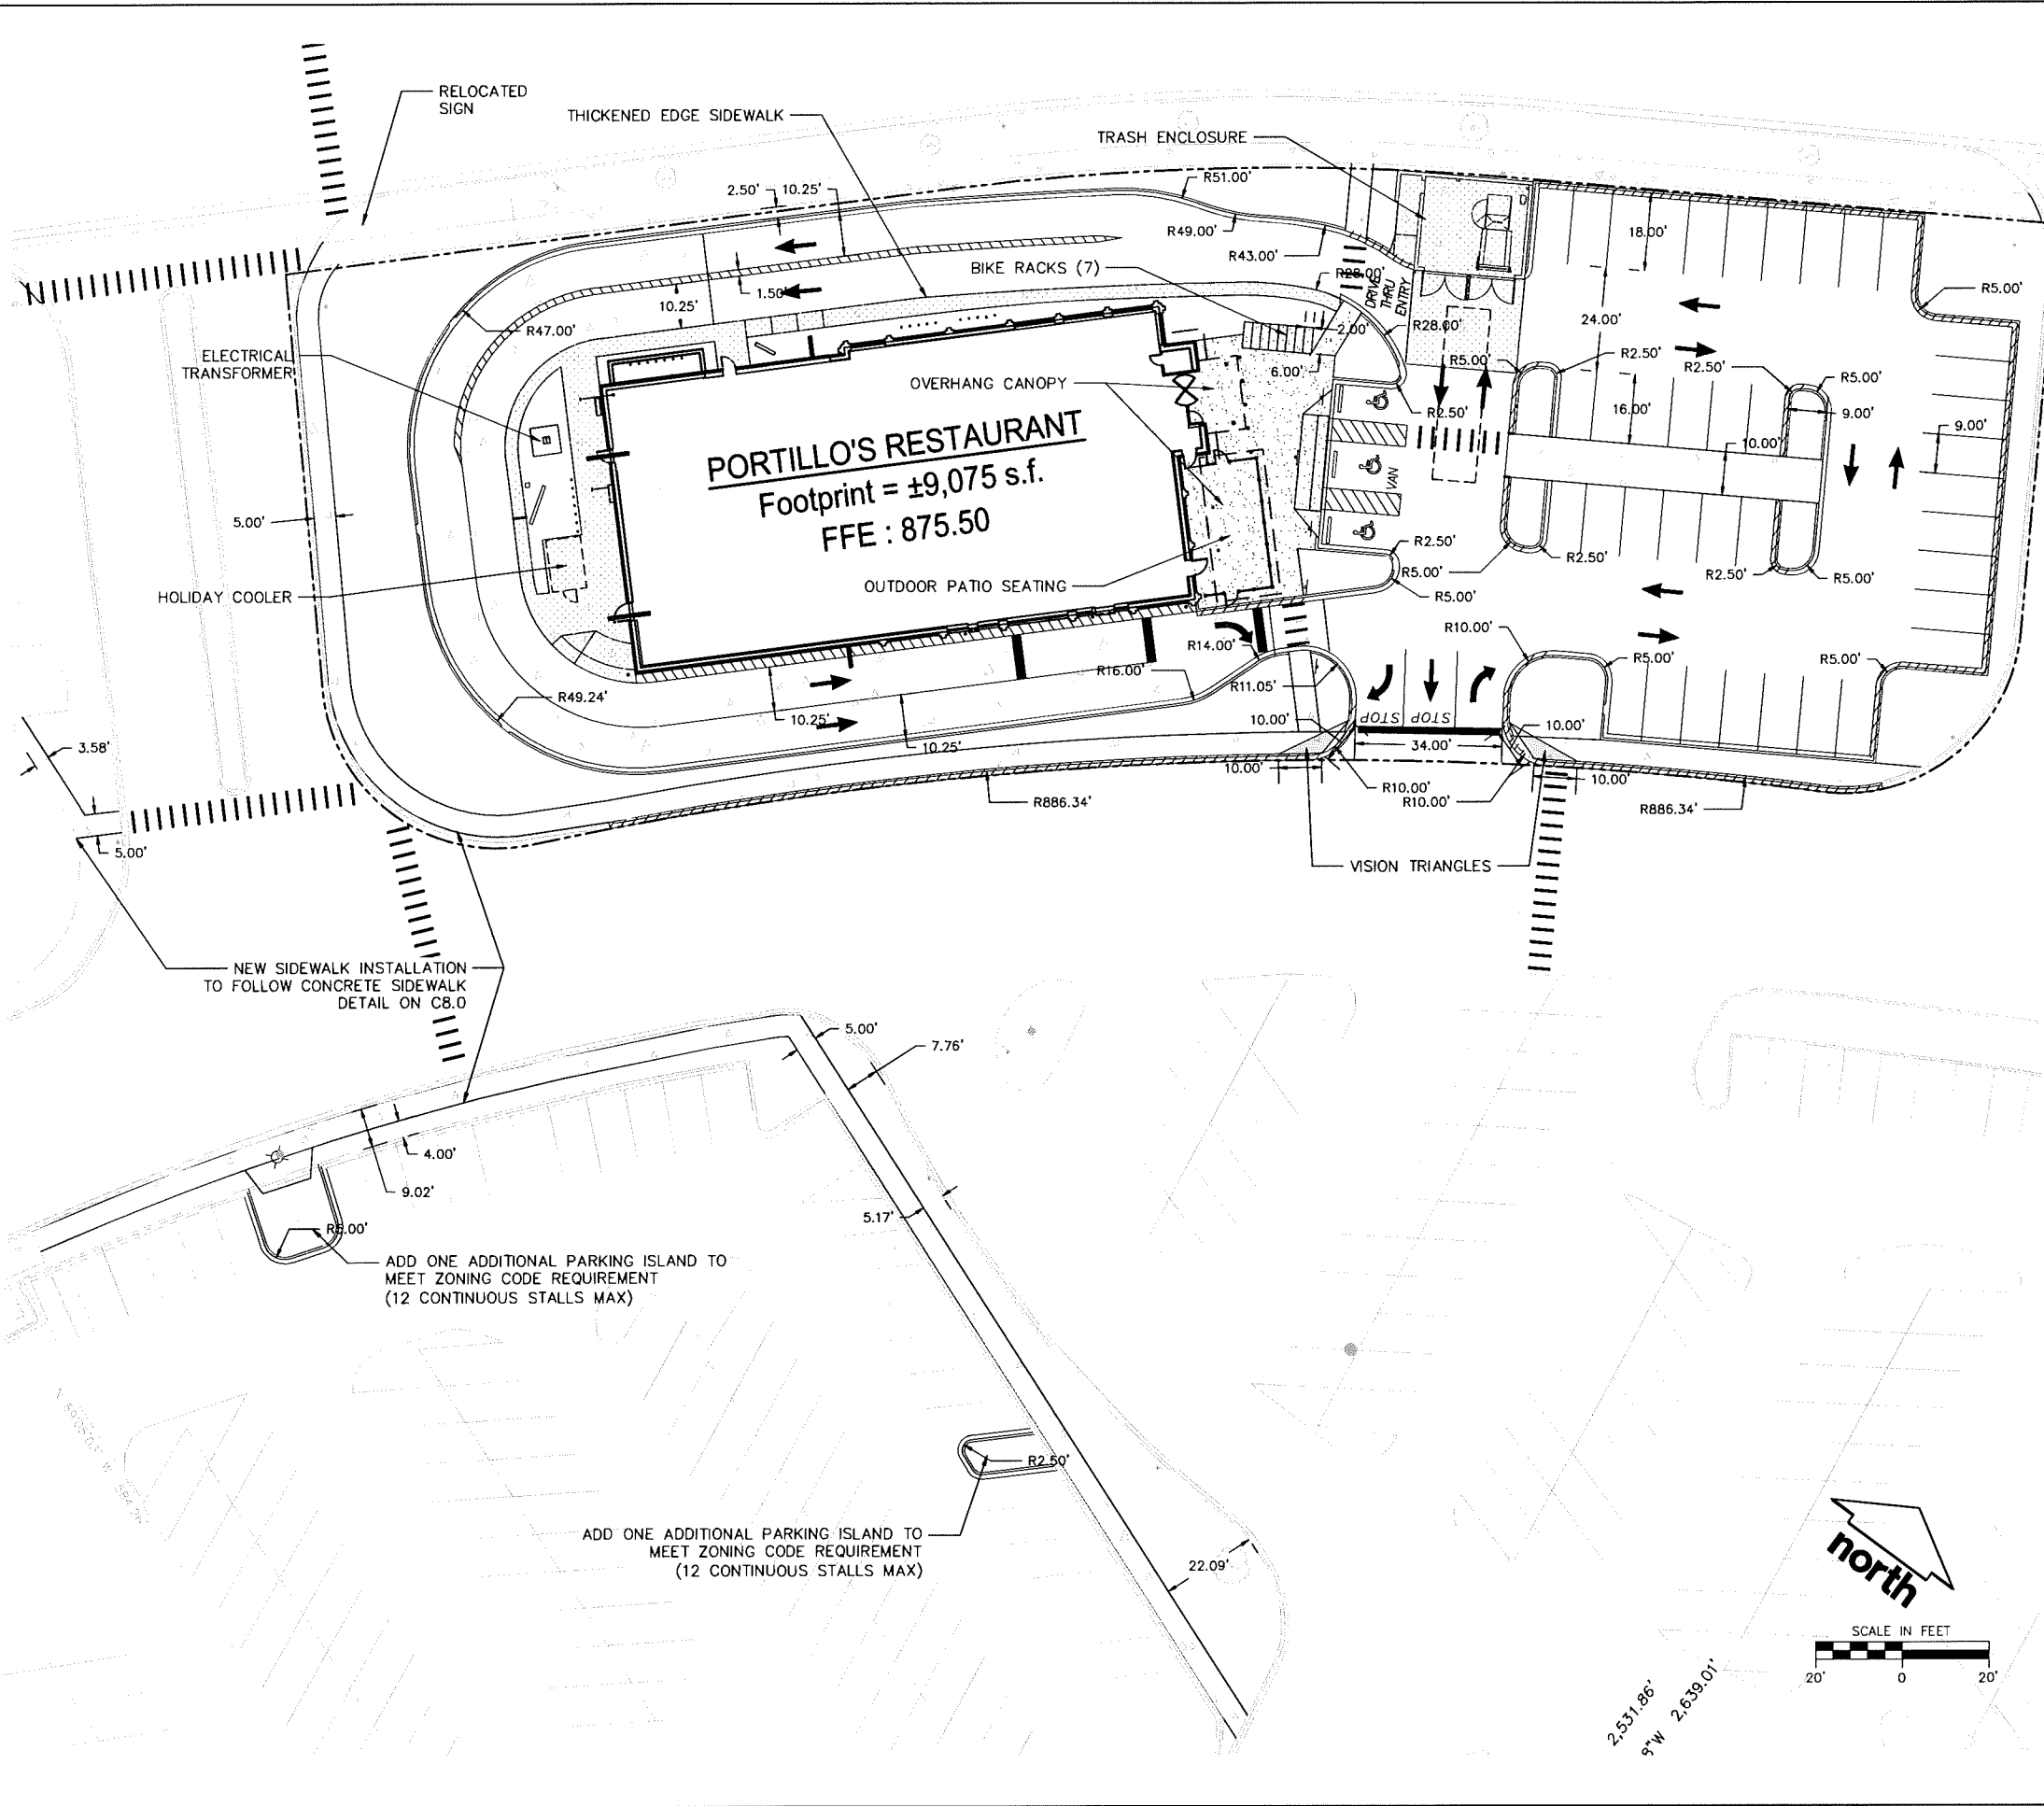 RELOCATED
SIGN
THICKENED EDGE SIDEWALK
TRASH ENCLOSURE
2.50'
10.25'
R51.00'
R49.00'
R43.00'
BIKE RACKS (7)
R28.00'
DRIVE
THRU
ENTRY
18.00'
R5.00'
24.00'
1.50'
10.25'
R47.00'
2.00'
R28.00'
ELECTRICAL
TRANSFORMER
OVERHANG CANOPY
6.00'
R5.00'
R2.50'
R2.50'
R5.00'
R2.50'
16.00'
9.00'
9.00'
10.00'
PORTILLO'S RESTAURANT
Footprint = ±9,075 s.f.
FFE : 875.50
VAN
5.00'
R2.50'
R5.00'
R2.50'
R2.50'
R5.00'
HOLIDAY COOLER
OUTDOOR PATIO SEATING
R5.00'
R10.00'
R14.00'
R5.00'
R5.00'
R16.00'
R11.05'
R49.24'
10.25'
10.25'
10.00'
STOP
STOP
10.00'
34.00'
3.58'
10.00'
R10.00'
R10.00'
10.00'
R886.34'
R886.34'
5.00'
VISION TRIANGLES
NEW SIDEWALK INSTALLATION
TO FOLLOW CONCRETE SIDEWALK
DETAIL ON C8.0
5.00'
7.76'
4.00'
9.02'
5.17'
R5.00'
ADD ONE ADDITIONAL PARKING ISLAND TO
MEET ZONING CODE REQUIREMENT
(12 CONTINUOUS STALLS MAX)
R2.50'
ADD ONE ADDITIONAL PARKING ISLAND TO
MEET ZONING CODE REQUIREMENT
(12 CONTINUOUS STALLS MAX)
22.09'
north
SCALE IN FEET
20'
0
20'
2,531.86'
8"W 2,639.01'